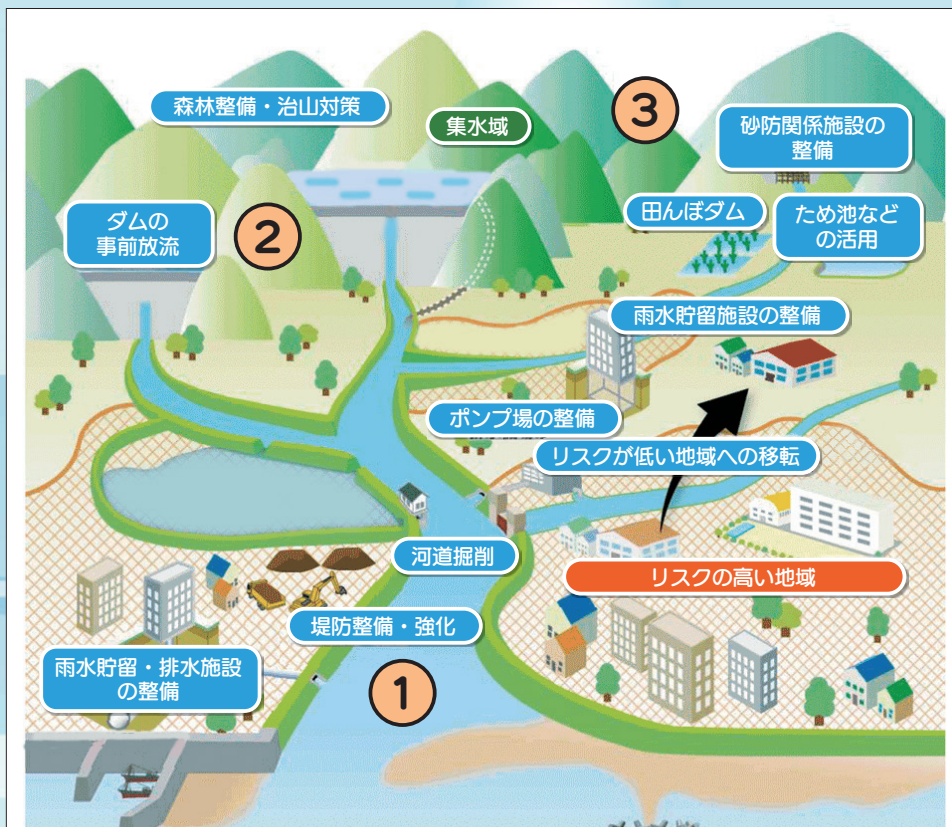 森林整備・治山対策
集水域
3
砂防関係施設の
整備
ダムの
事前放流
2
田んぼダム
ため池など
の活用
雨水貯留施設の整備
ポンプ場の整備
リスクが低い地域への移転
河道掘削
リスクの高い地域
堤防整備・強化
雨水貯留・排水施設
の整備
1